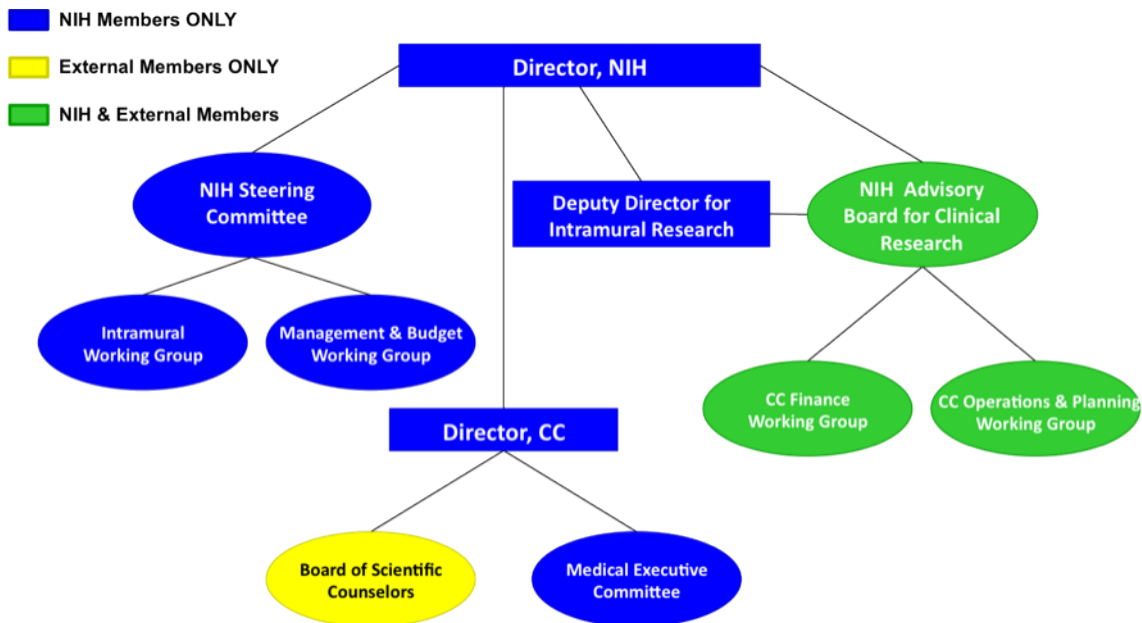 NIH Members ONLY
External Members ONLY
NIH & External Members
Director, NIH
NIH Steering
Committee
Deputy Director for
Intramural Research
NIH Advisory
Board for Clinical
Research
Intramural
Working Group
Management & Budget
Working Group
CC Finance
Working Group
CC Operations & Planning
Working Group
Director, CC
Board of Scientific
Counselors
Medical Executive
Committee